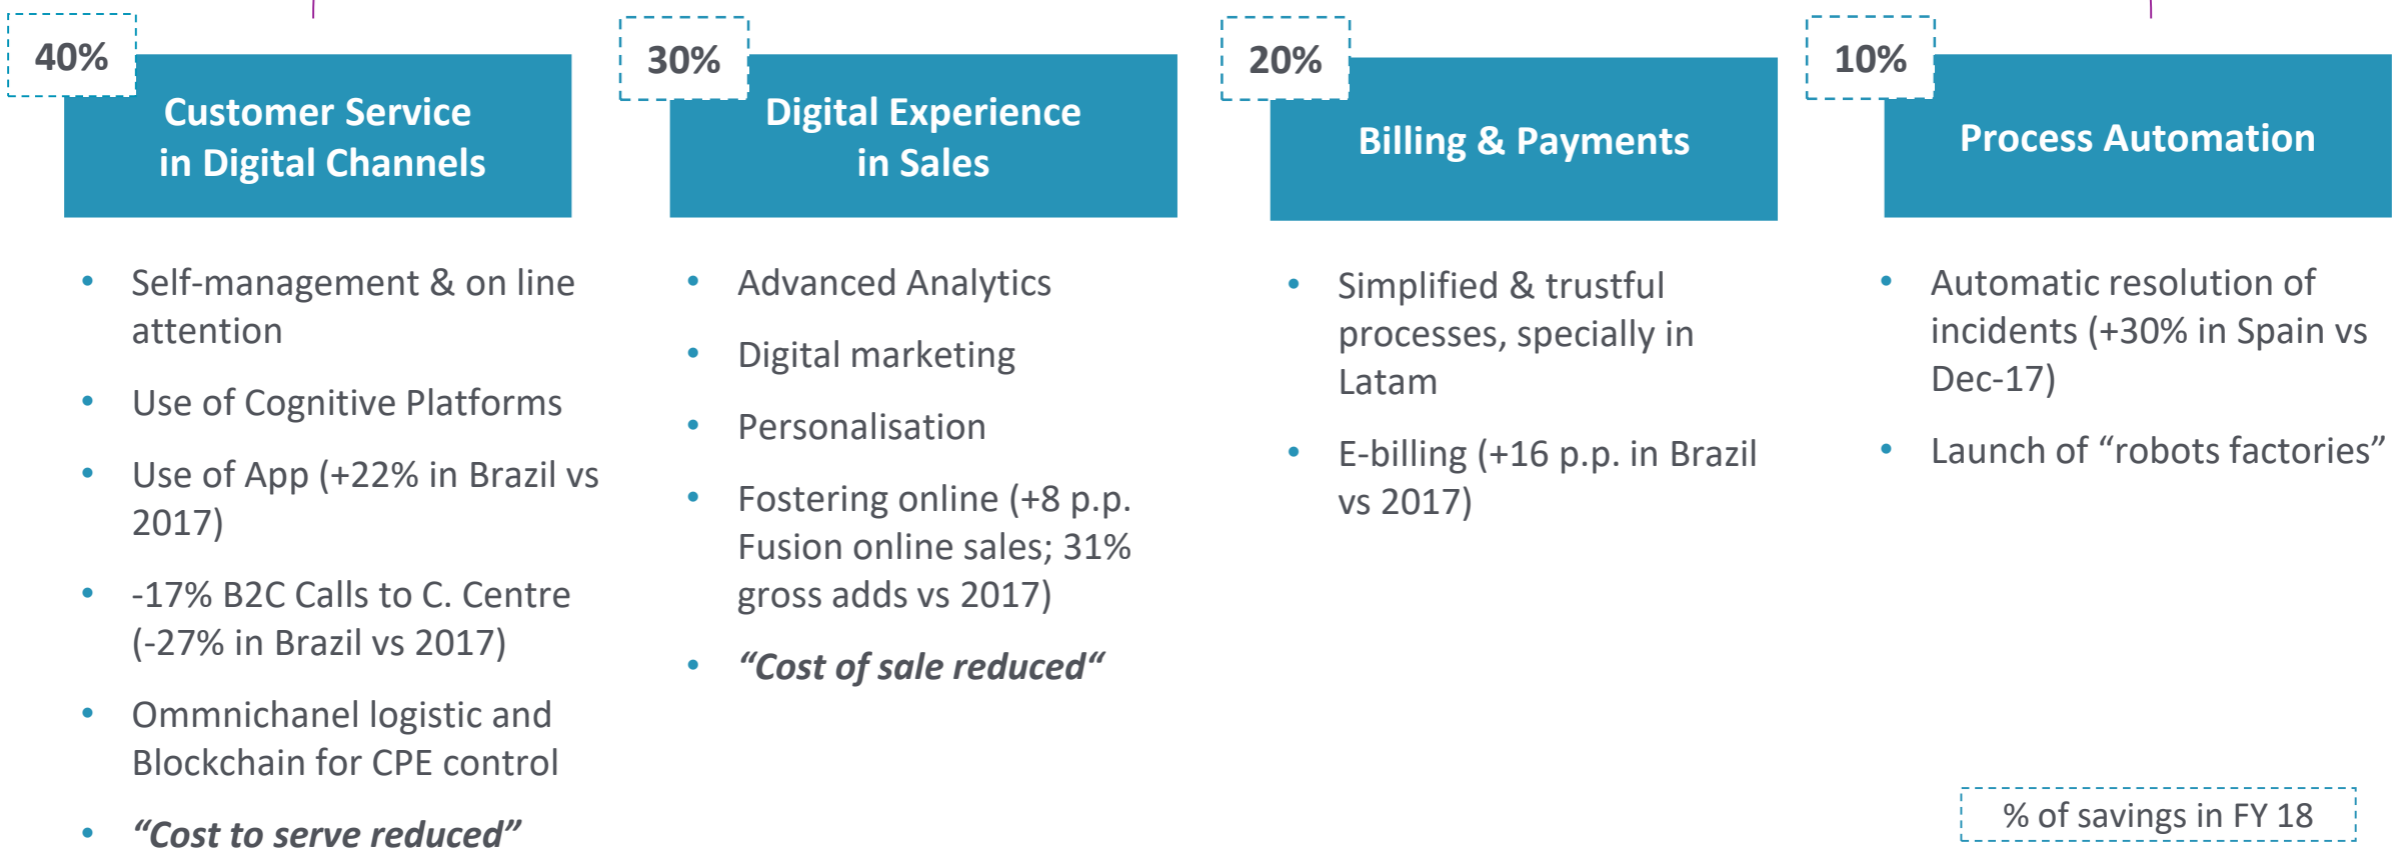 40%
Customer Service
in Digital Channels
• Self-management & on line
attention
• Use of Cognitive Platforms
• Use of App (+22% in Brazil vs
2017)
• -17% B2C Calls to C. Centre
(-27% in Brazil vs 2017)
• Ommnichanel logistic and
Blockchain for CPE control
• “Cost to serve reduced”
30%
Digital Experience
in Sales
• Advanced Analytics
• Digital marketing
• Personalisation
• Fostering online (+8 p.p.
Fusion online sales; 31%
gross adds vs 2017)
• “Cost of sale reduced“
20%
Billing & Payments
• Simplified & trustful
processes, specially in
Latam
• E-billing (+16 p.p. in Brazil
vs 2017)
10%
Process Automation
• Automatic resolution of
incidents (+30% in Spain vs
Dec-17)
• Launch of “robots factories”
% of savings in FY 18